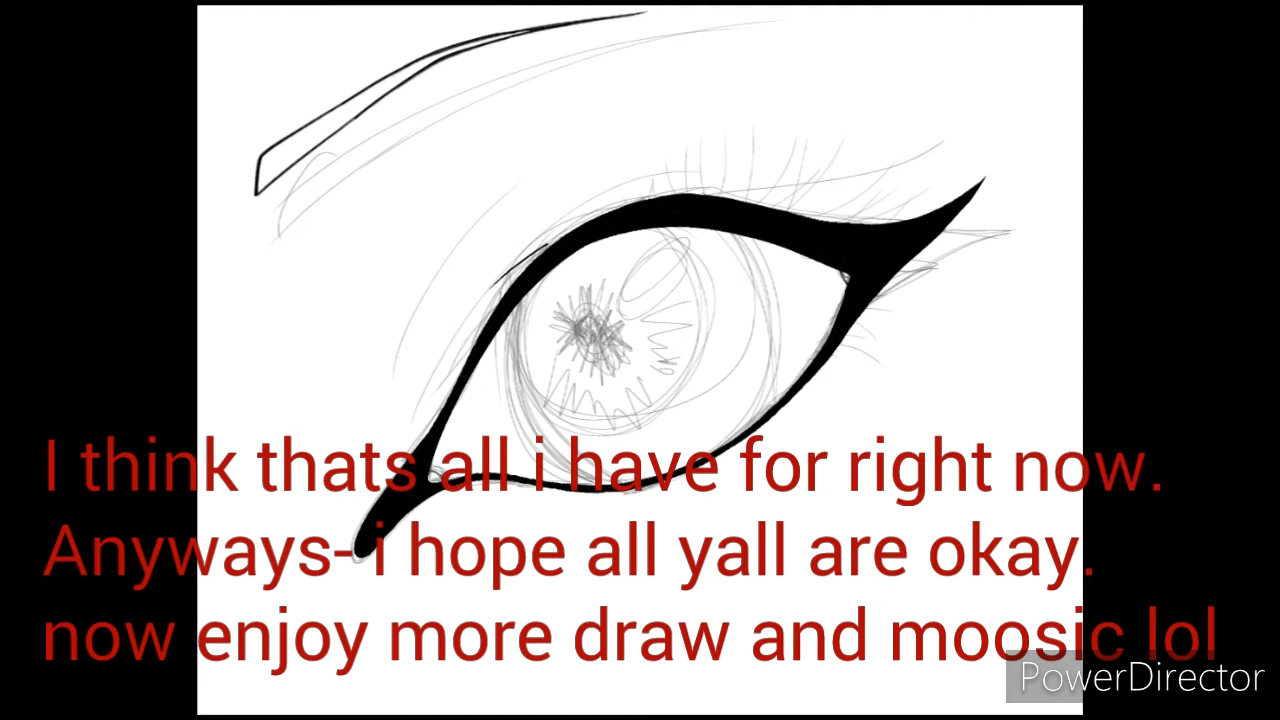 I think thats all i have for right now.
Anyways- i hope all yall are okay.
now enjoy more draw and moosic lol
PowerDirector